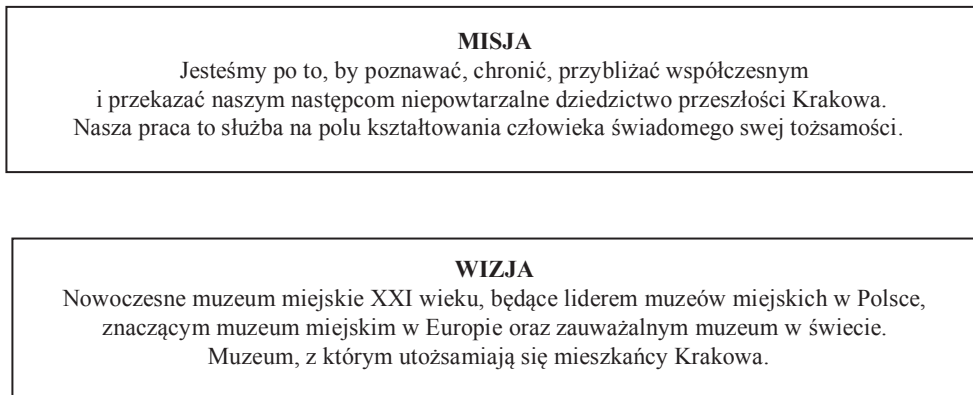 MISJA
Jesteśmy po to, by poznawać, chronić, przybliżać współczesnym
i przekazać naszym następcom niepowtarzalne dziedzictwo przeszłości Krakowa.
Nasza praca to służba na polu kształtowania człowieka świadomego swej tożsamości.
WIZJA
Nowoczesne muzeum miejskie XXI wieku, będące liderem muzeów miejskich w Polsce,
znaczącym muzeum miejskim w Europie oraz zauważalnym muzeum w świecie.
Muzeum, z którym utożsamiają się mieszkańcy Krakowa.